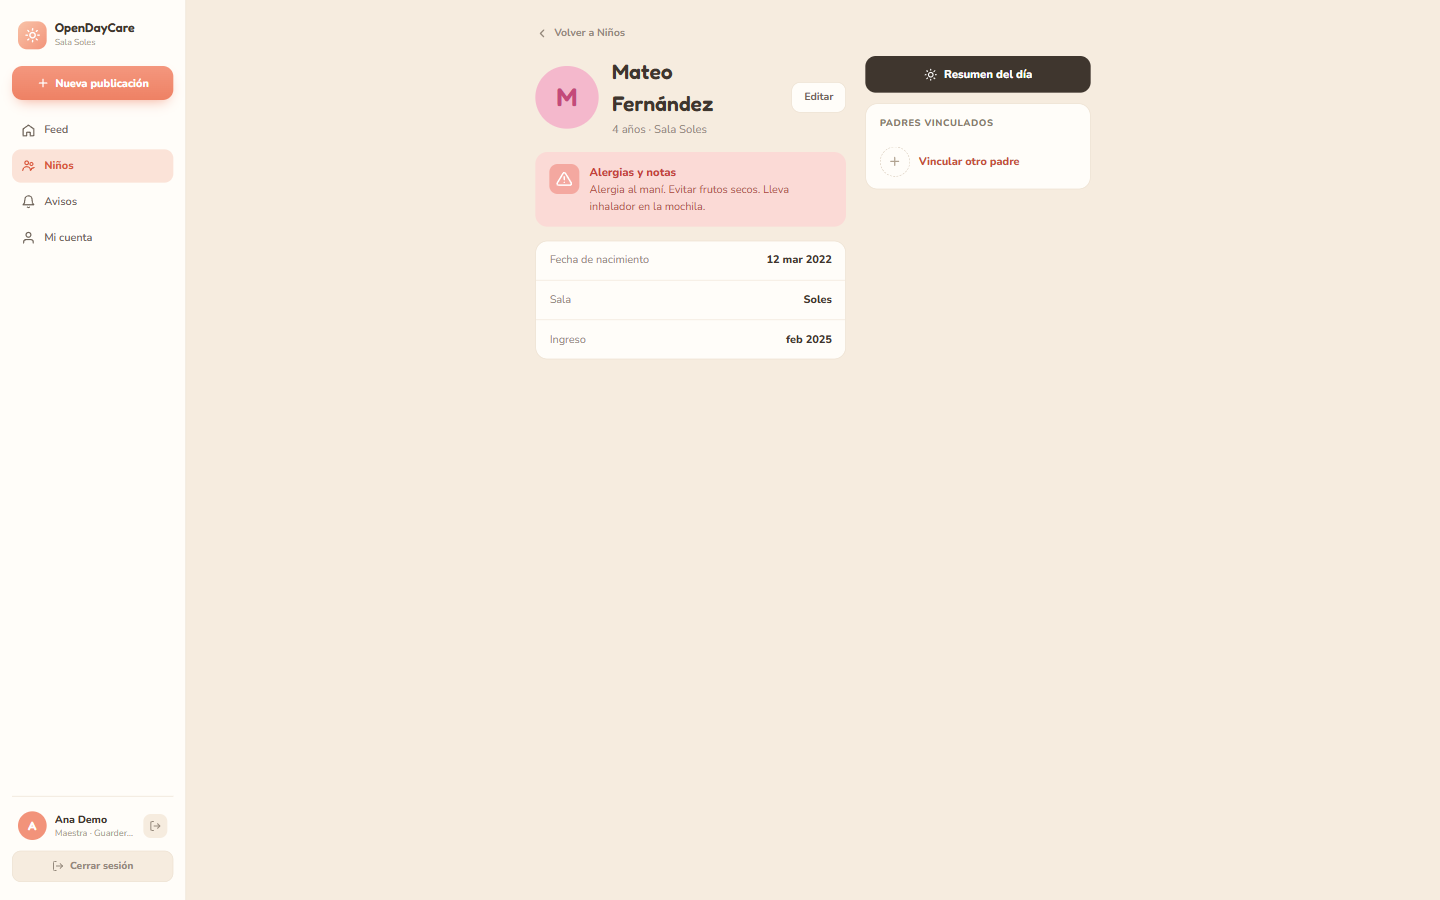 OpenDayCare
Sala Soles
Nueva publicación
Feed
Niños
Avisos
Mi cuenta
Ana Demo
Maestra · Guarder...
Cerrar sesión
Volver a Niños
M
Mateo
Fernández
4 años · Sala Soles
Editar
Alergias y notas
Alergia al maní. Evitar frutos secos. Lleva
inhalador en la mochila.
Fecha de nacimiento 12 mar 2022
Sala Soles
Ingreso feb 2025
Resumen del día
PADRES VINCULADOS
Vincular otro padre
A